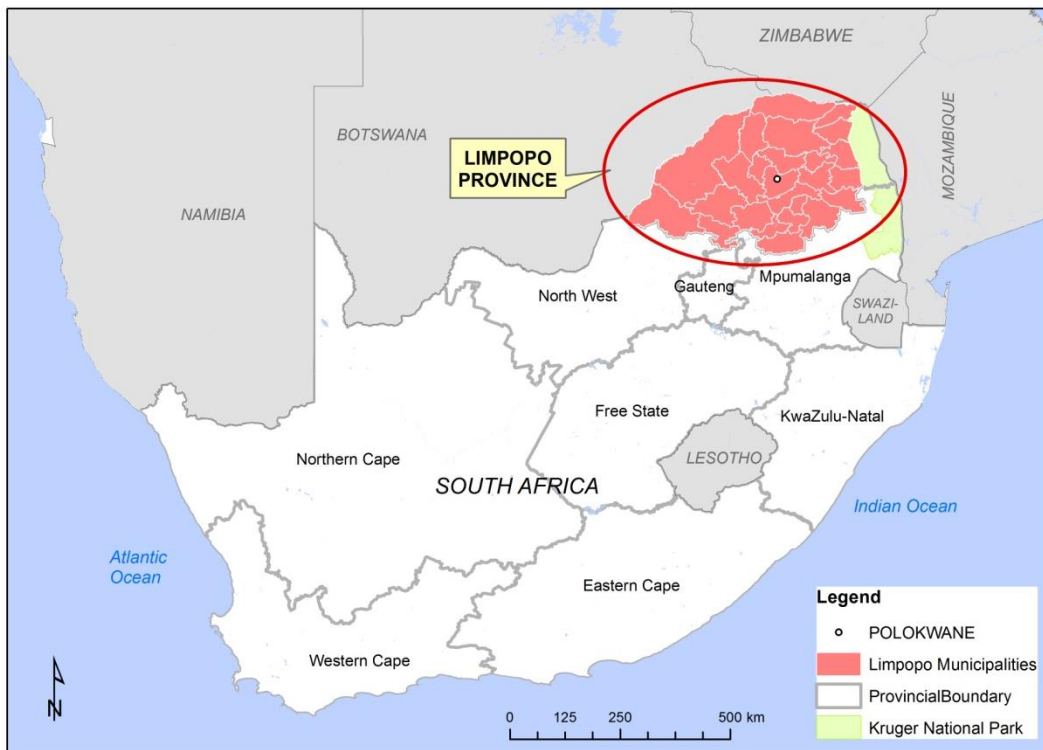 ZIMBABWE
BOTSWANA
LIMPOPO
PROVINCE
MOZAMBIQUE
NAMIBIA
North West
Gauteng
Mpumalanga
SWAZI-
LAND
Free State
KwaZulu-Natal
Northern Cape
LESOTHO
SOUTH AFRICA
Indian Ocean
Atlantic
Ocean
Eastern Cape
Western Cape
N
0 125 250 500 km
Legend
POLOKWANE
Limpopo Municipalities
ProvincialBoundary
Kruger National Park